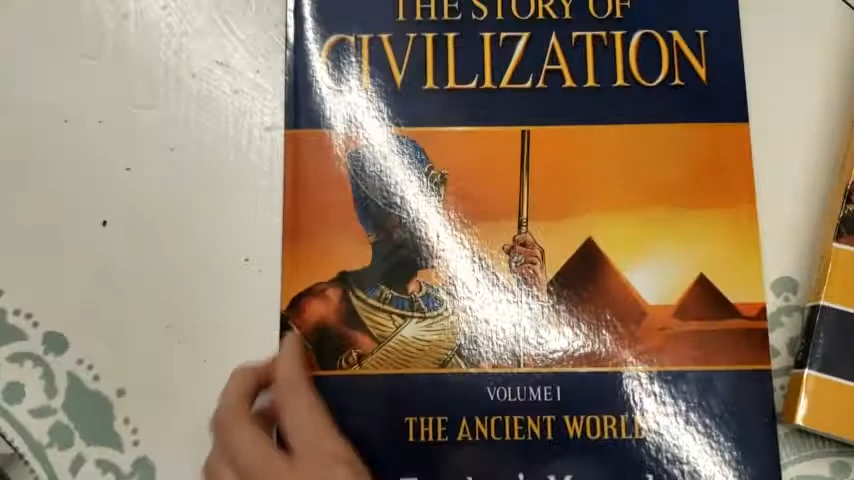 THE STORY OF
CIVILIZATION
VOLUME I
THE ANCIENT WORLD